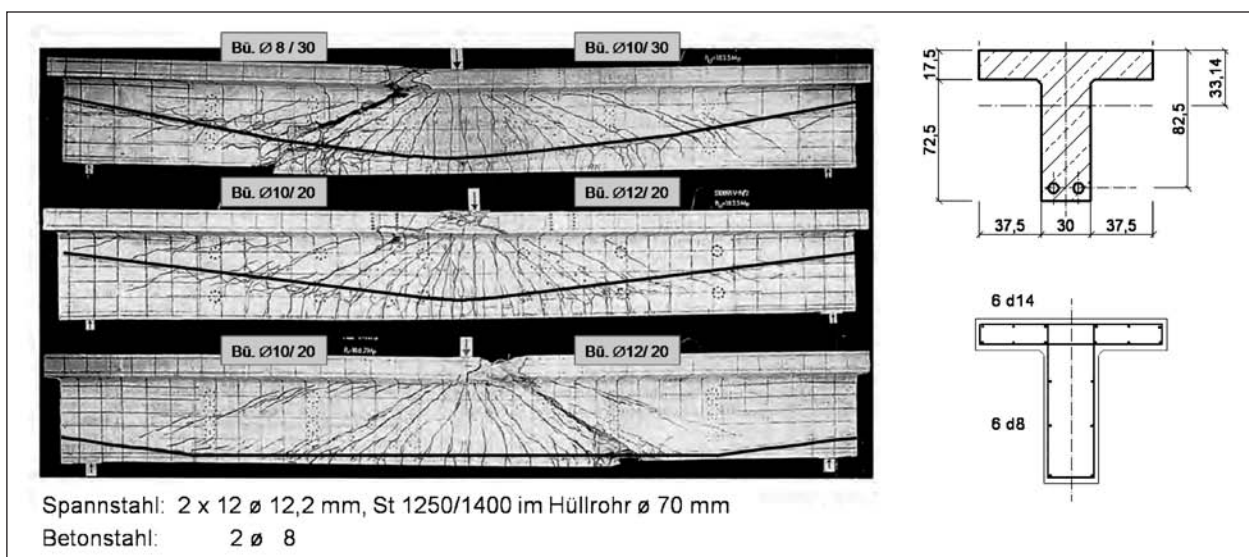 Bü. Ø 8 / 30
Bü. Ø10/ 30
Bü. Ø10/ 20
Bü. Ø12/ 20
Bü. Ø10/ 20
Bü. Ø12/ 20
17,5
72,5
82,5
33,14
37,5 30 37,5
6 d14
6 d8
Spannstahl: 2 x 12 ø 12,2 mm, St 1250/1400 im Hüllrohr ø 70 mm
Betonstahl: 2 ø 8